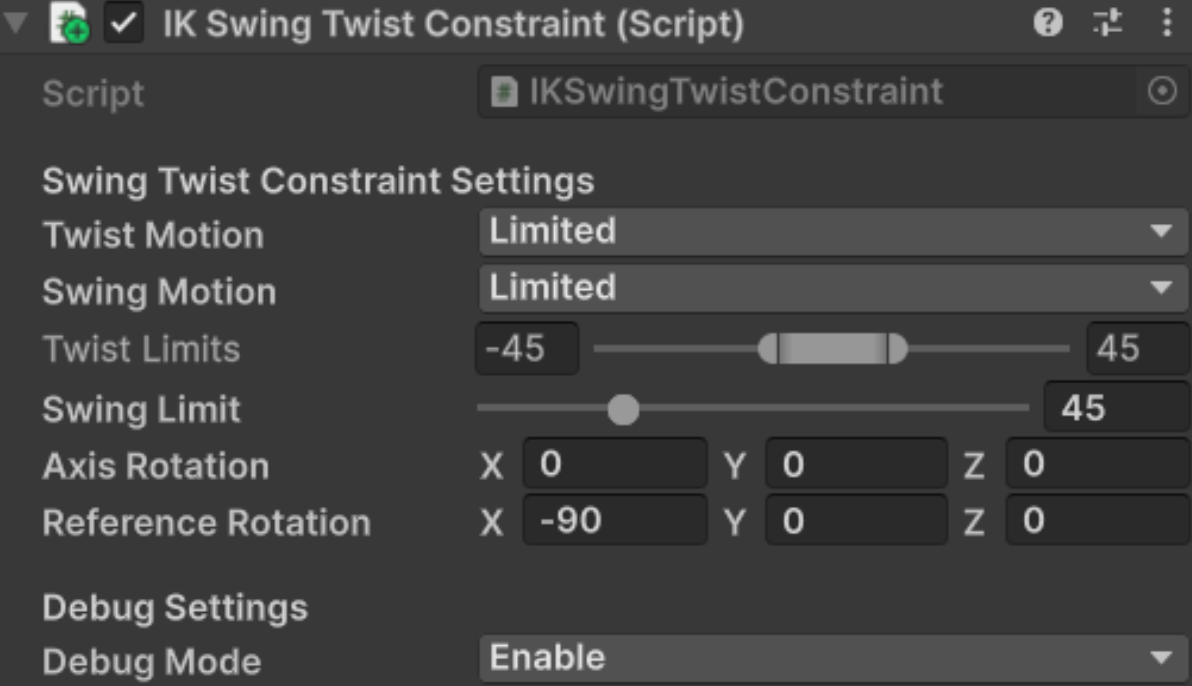 IK Swing Twist Constraint (Script)
Script # IKSwingTwistConstraint
Swing Twist Constraint Settings
Twist Motion Limited
Swing Motion Limited
Twist Limits -45 45
Swing Limit 45
Axis Rotation X 0 Y 0 Z 0
Reference Rotation X -90 Y 0 Z 0
Debug Settings
Debug Mode Enable